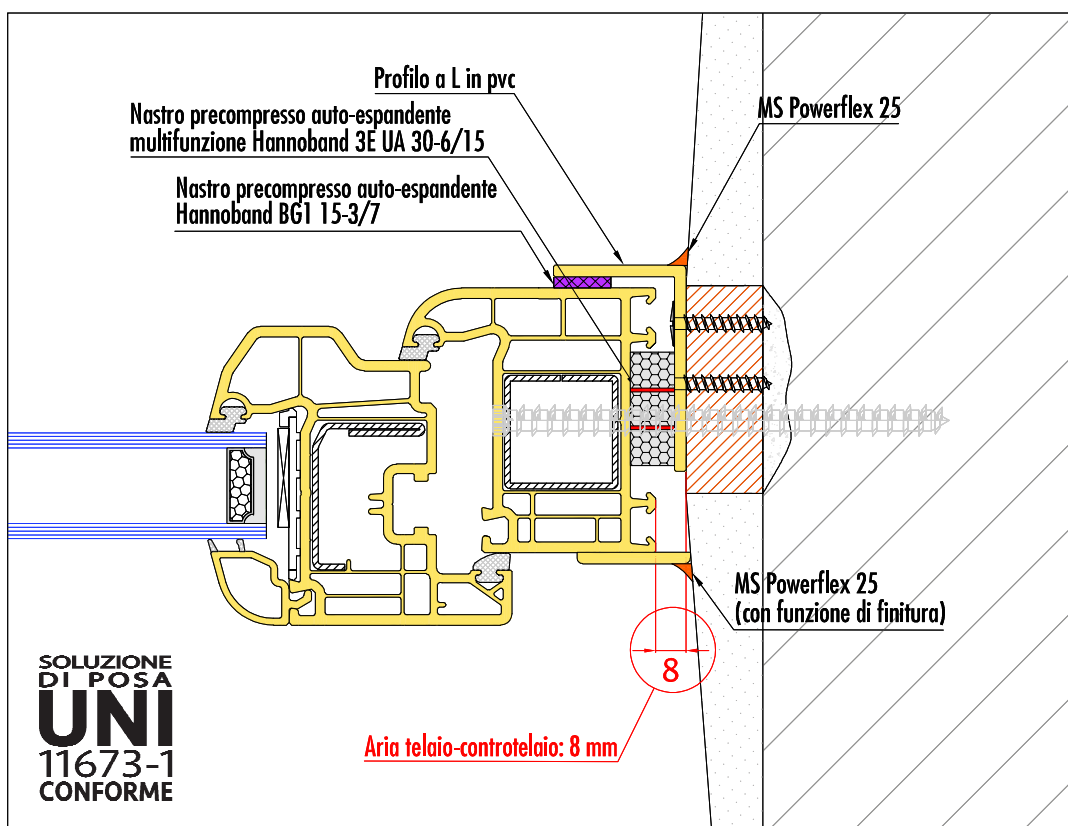 Profilo a L in pvc
MS Powerflex 25
Nastro precompresso auto-espandente
multifunzione Hannoband 3E UA 30-6/15
Nastro precompresso auto-espandente
Hannoband BG1 15-3/7
MS Powerflex 25
(con funzione di finitura)
8
Aria telaio-controtelaio: 8 mm
SOLUZIONE
DI POSA
UNI
11673-1
CONFORME